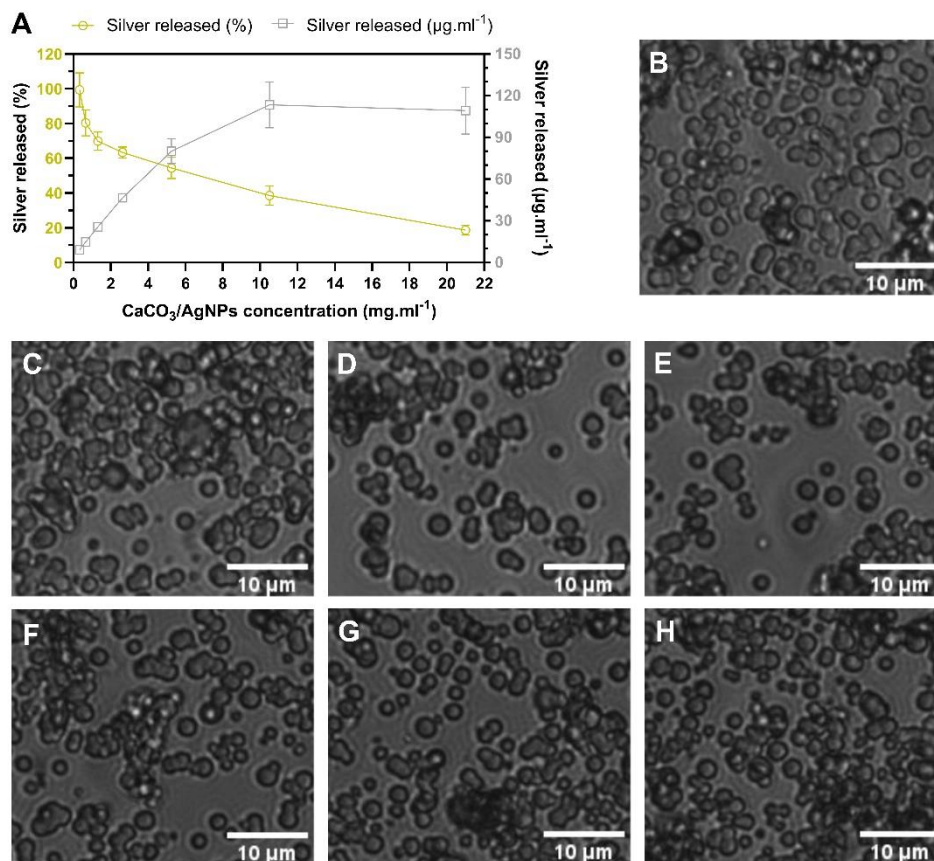 A
Silver released (%)
Silver released (µg.ml⁻¹)
120
100
80
60
40
20
0
Silver released (%)
150
120
90
60
30
0
Silver released (µg.ml⁻¹)
0 2 4 6 8 10 12 14 16 18 20 22
CaCO₃/AgNPs concentration (mg.ml⁻¹)
B
10 µm
C
10 µm
D
10 µm
E
10 µm
F
10 µm
G
10 µm
H
10 µm